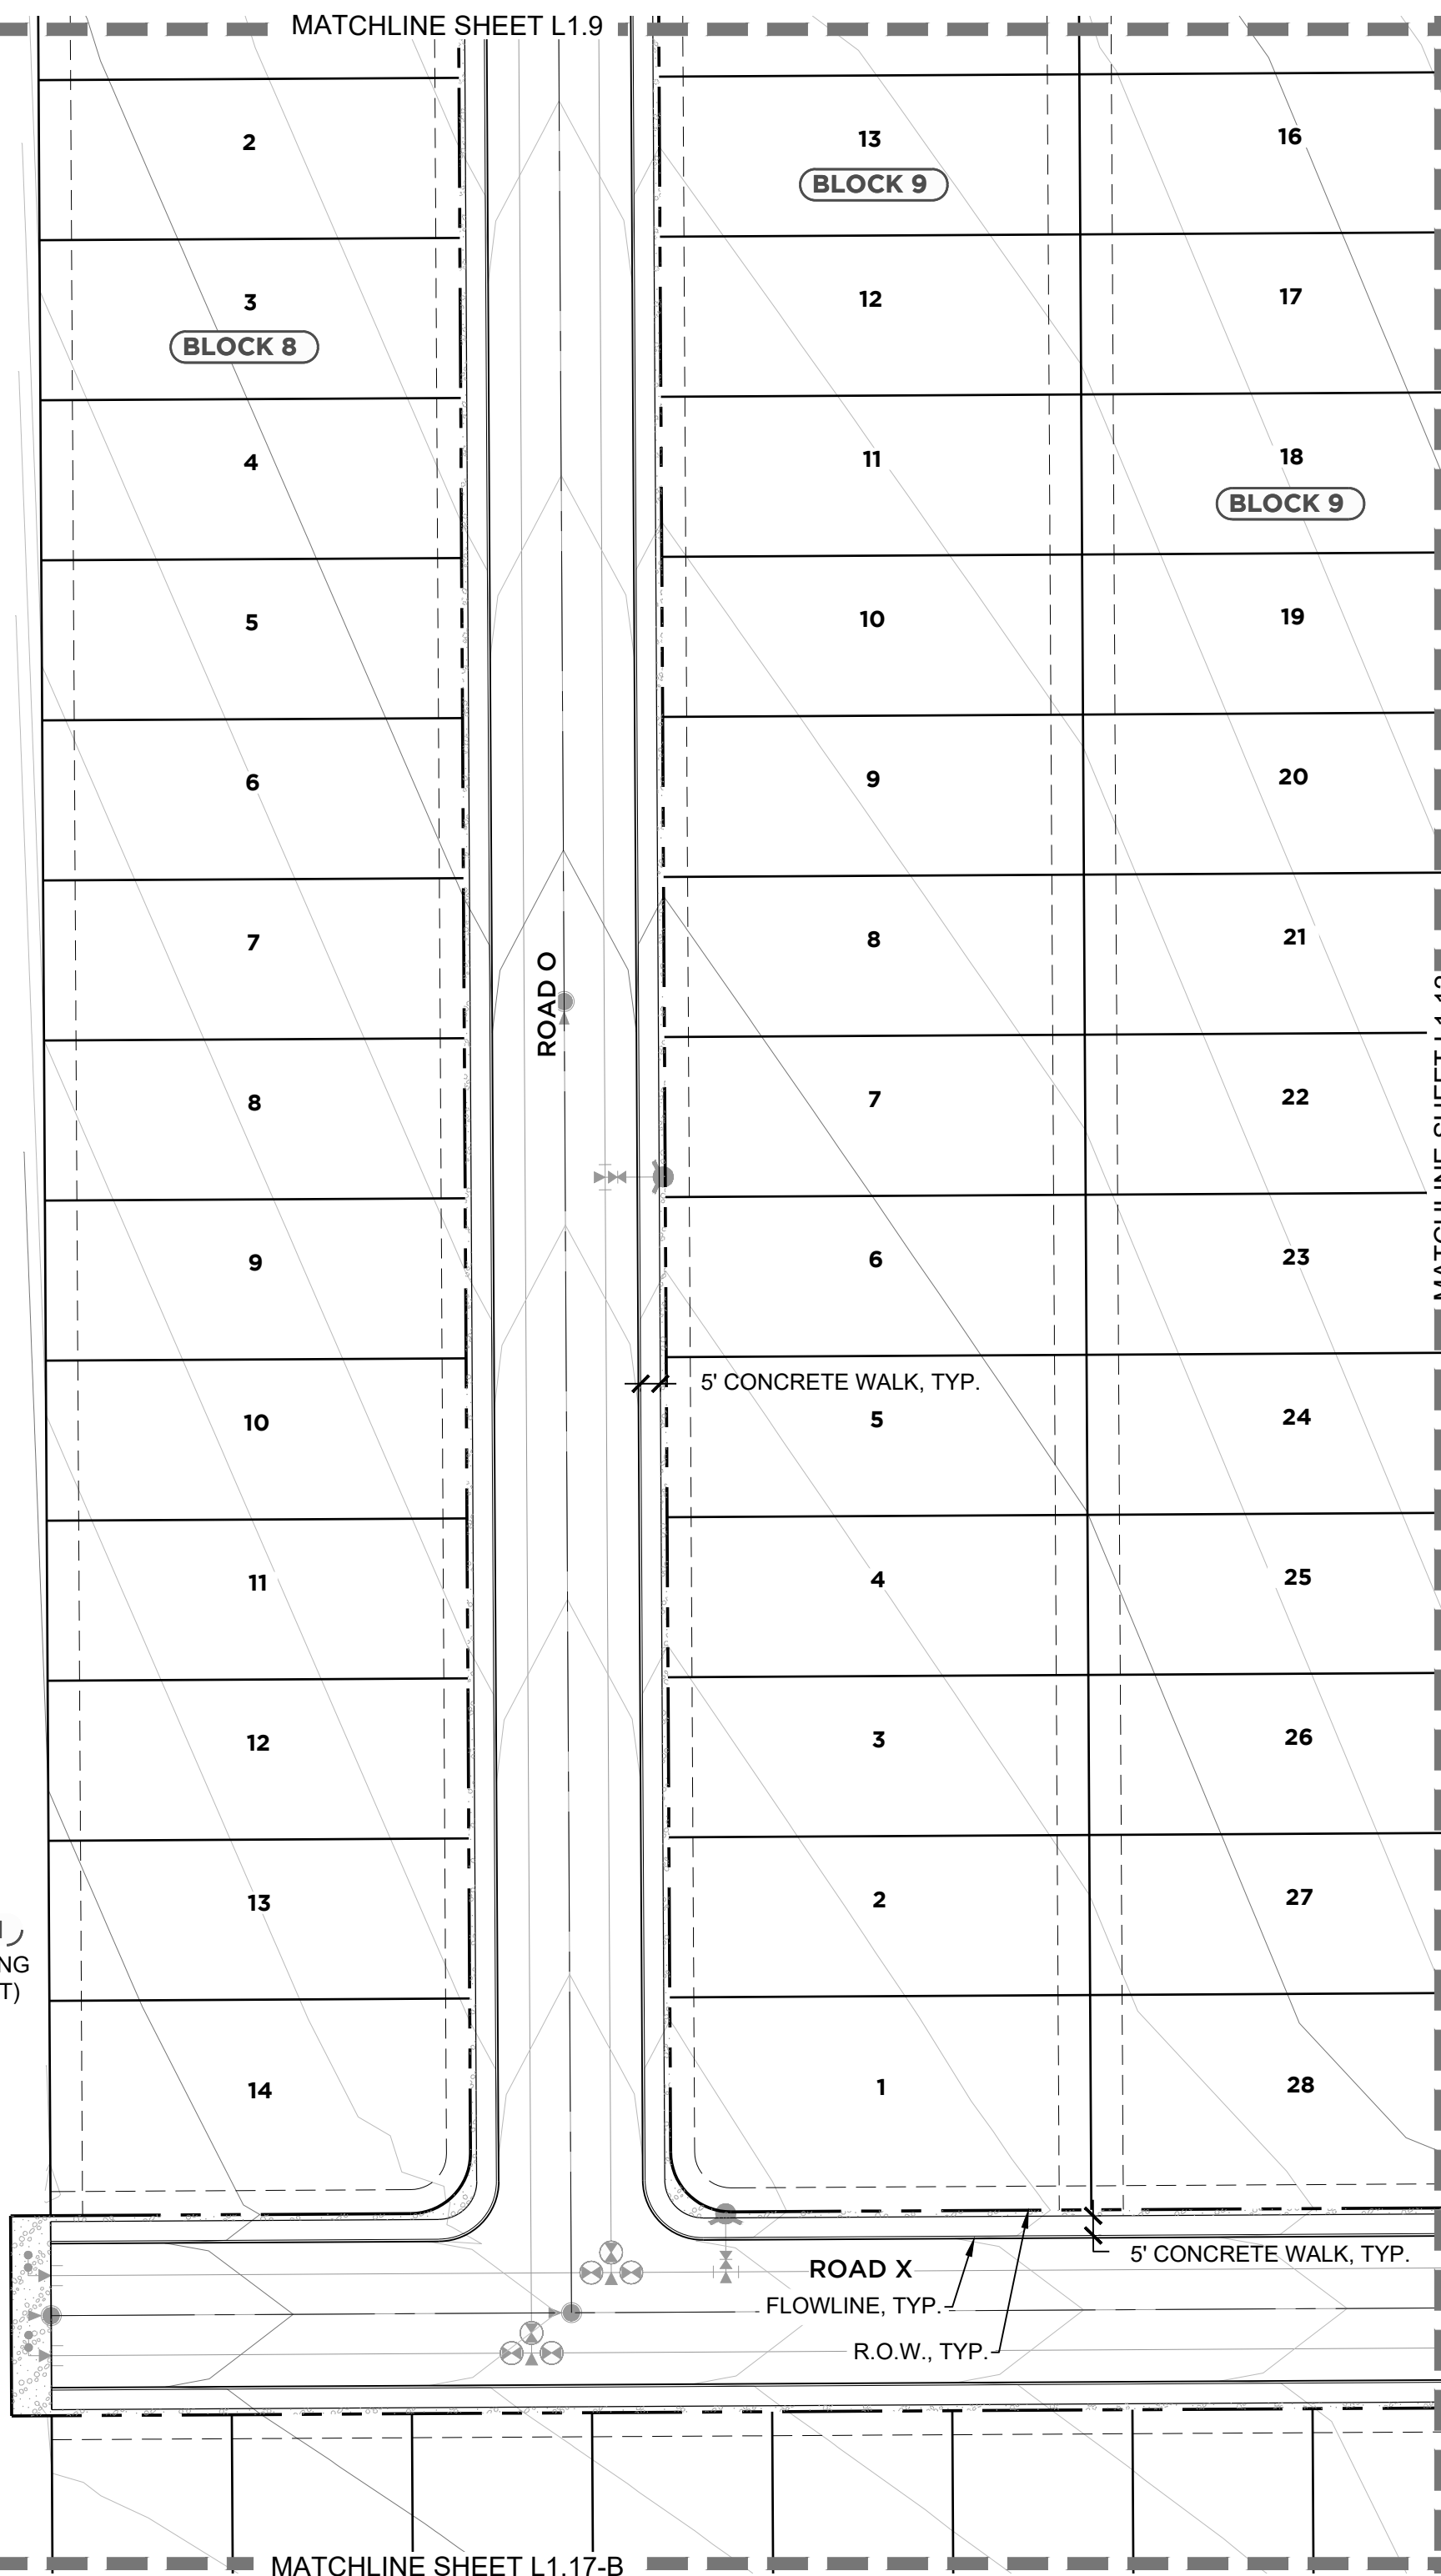 MATCHLINE SHEET L1.9
2
13
BLOCK 9
16
3
BLOCK 8
12
17
4
11
18
BLOCK 9
5
10
19
6
9
20
7
ROAD O
8
21
8
7
22
MATCHLINE SHEET
9
6
23
5' CONCRETE WALK, TYP.
10
5
24
11
4
25
12
3
26
13
2
27
NG
T)
14
1
28
5' CONCRETE WALK, TYP.
ROAD X
FLOWLINE, TYP.
R.O.W., TYP.
MATCHLINE SHEET L1.17-B